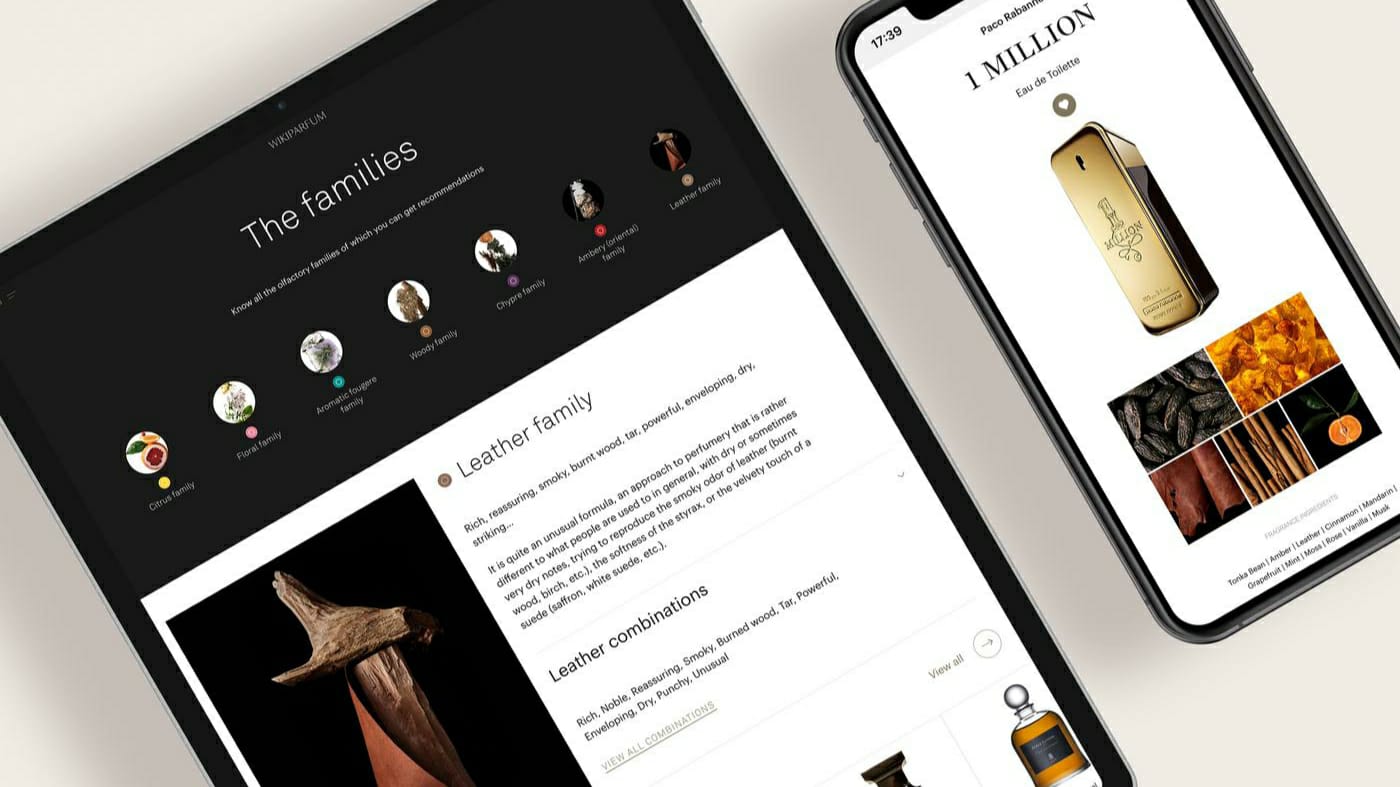 WIKIPARFUM
The families
Know all the olfactory families of which you can get recommendations
Citrus family
Floral family
Aromatic fougere
family
Woody family
Chypre family
Ambery (oriental)
family
Leather family
Leather family
Rich, reassuring, smoky, burnt wood, tar, powerful, enveloping, dry,
striking...
It is quite an unusual formula, an approach to perfumery that is rather
different to what people are used to in general, with dry or sometimes
very dry notes, trying to reproduce the smoky odor of leather (burnt
wood, birch, etc.), the softness of the styrax, or the velvety touch of a
suede (saffron, white suede, etc.).
Leather combinations
Rich, Noble, Reassuring, Smoky, Burned wood, Tar, Powerful,
Enveloping, Dry, Punchy, Unusual
VIEW ALL COMBINATIONS
View all
17:39
Paco Rabanne
1 MILLION
Eau de Toilette
1
MILLION
paco rabanne
FRAGRANCE INGREDIENTS
Tonka Bean | Amber | Leather | Cinnamon | Mandarin |
Grapefruit | Mint | Moss | Rose | Vanilla | Musk